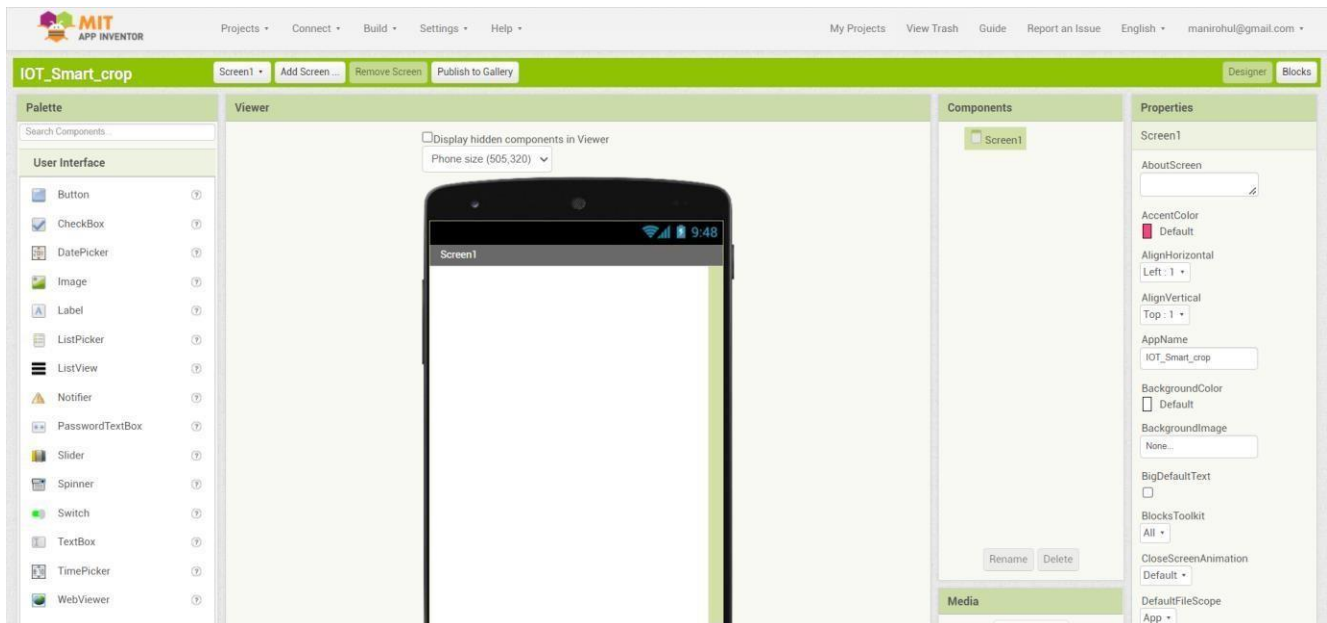 MIT
APP INVENTOR
Projects Connect Build Settings Help My Projects View Trash Guide Report an Issue English manirohul@gmail.com
IOT_Smart_crop Screen1 Add Screen ... Remove Screen Publish to Gallery Designer Blocks
Palette
Search Components...
User Interface
Button
CheckBox
DatePicker
Image
Label
ListPicker
ListView
Notifier
PasswordTextBox
Slider
Spinner
Switch
TextBox
TimePicker
WebViewer
Viewer
Display hidden components in Viewer
Phone size (505,320)
9:48
Screen1
Components
Screen1
Rename Delete
Media
Properties
Screen1
AboutScreen
AccentColor
Default
AlignHorizontal
Left : 1
AlignVertical
Top : 1
AppName
IOT_Smart_crop
BackgroundColor
Default
BackgroundImage
None...
BigDefaultText
BlocksToolkit
All
CloseScreenAnimation
Default
DefaultFileScope
App